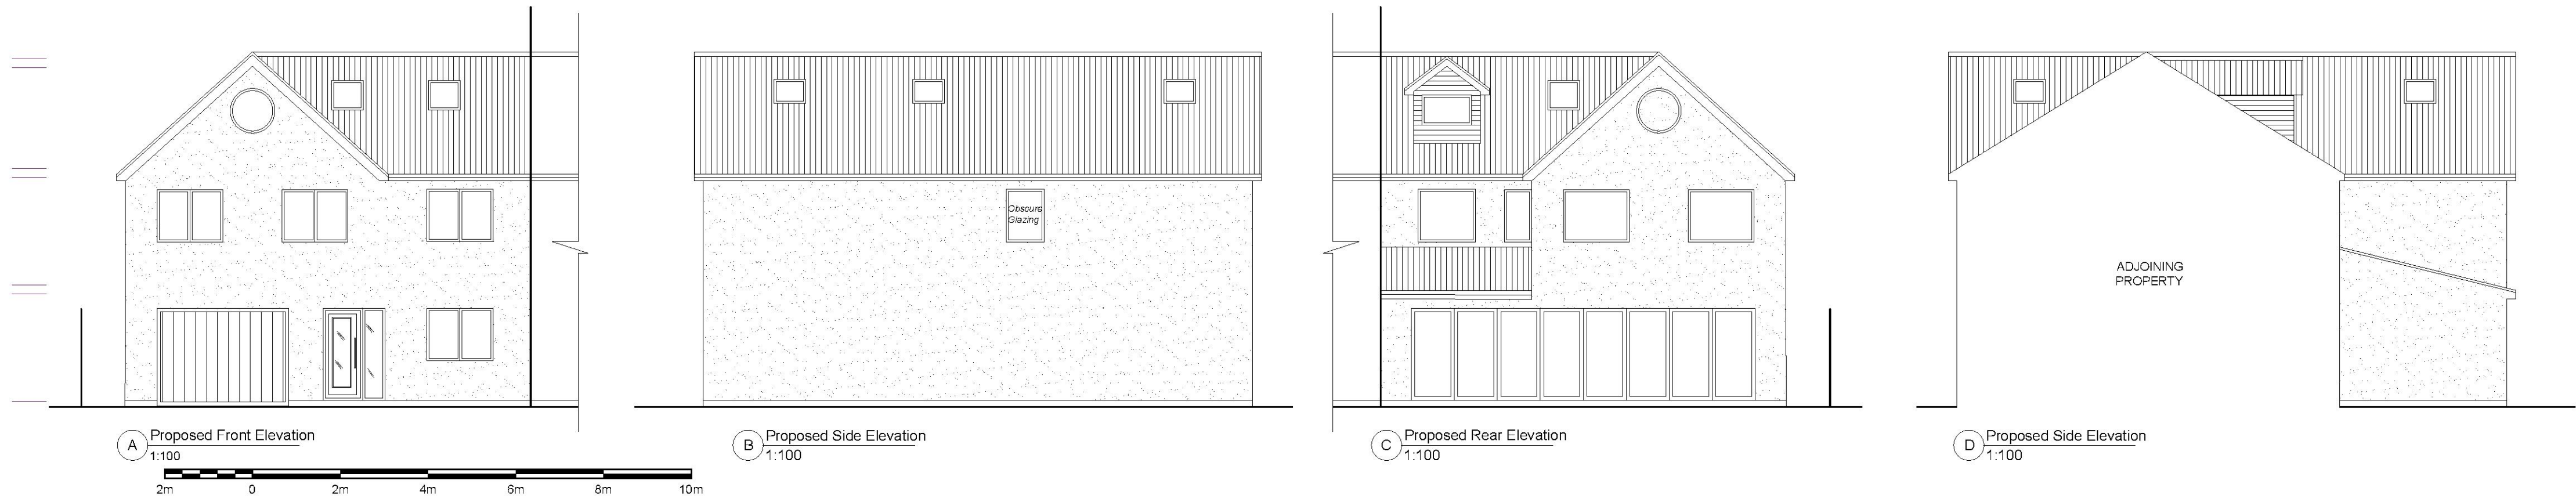 Obsoure
Glazing
ADJOINING
PROPERTY
A
Proposed Front Elevation
1:100
B
Proposed Side Elevation
1:100
C
Proposed Rear Elevation
1:100
D
Proposed Side Elevation
1:100
2m 0 2m 4m 6m 8m 10m